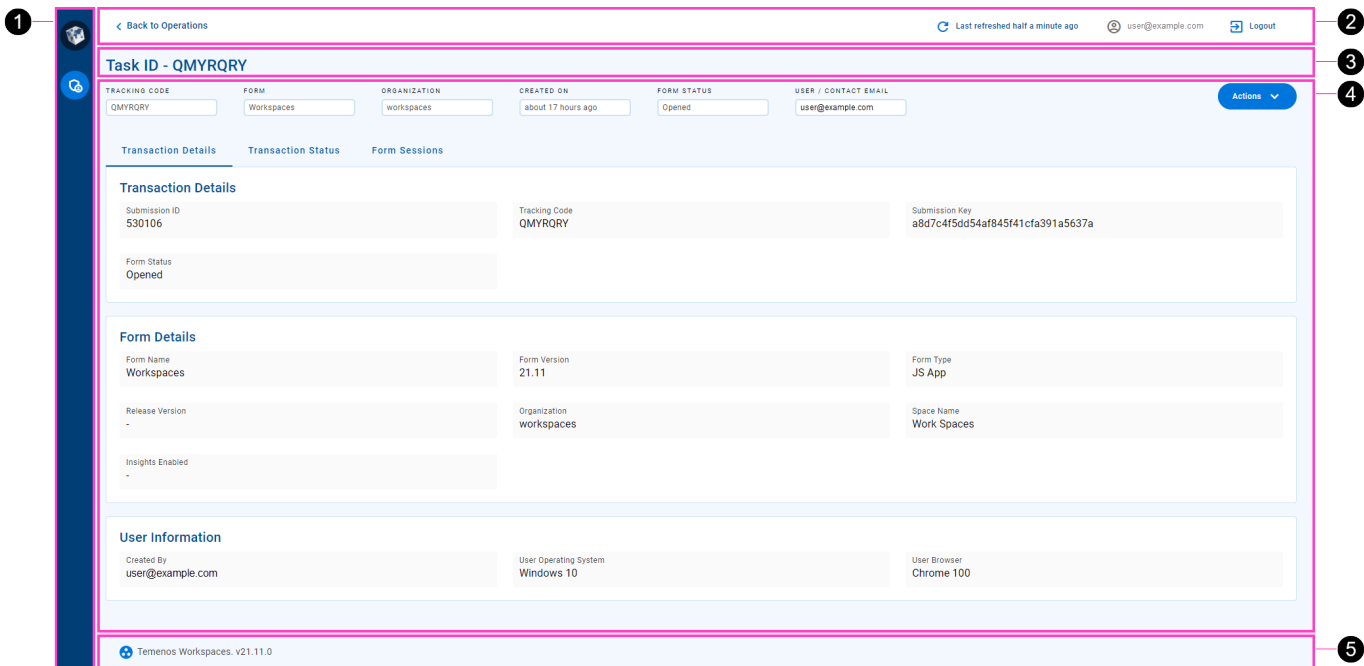 1
2
3
4
5
Back to Operations
Last refreshed half a minute ago
user@example.com
Logout
Task ID - QMYRQRY
TRACKING CODE
FORM
ORGANIZATION
CREATED ON
FORM STATUS
USER / CONTACT EMAIL
QMYRQRY
Workspaces
workspaces
about 17 hours ago
Opened
user@example.com
Actions
Transaction Details
Transaction Status
Form Sessions
Transaction Details
Submission ID
530106
Tracking Code
QMYRQRY
Submission Key
a8d7c4f5dd54af845f41cfa391a5637a
Form Status
Opened
Form Details
Form Name
Workspaces
Form Version
21.11
Form Type
JS App
Release Version
-
Organization
workspaces
Space Name
Work Spaces
Insights Enabled
-
User Information
Created By
user@example.com
User Operating System
Windows 10
User Browser
Chrome 100
Temenos Workspaces. v21.11.0